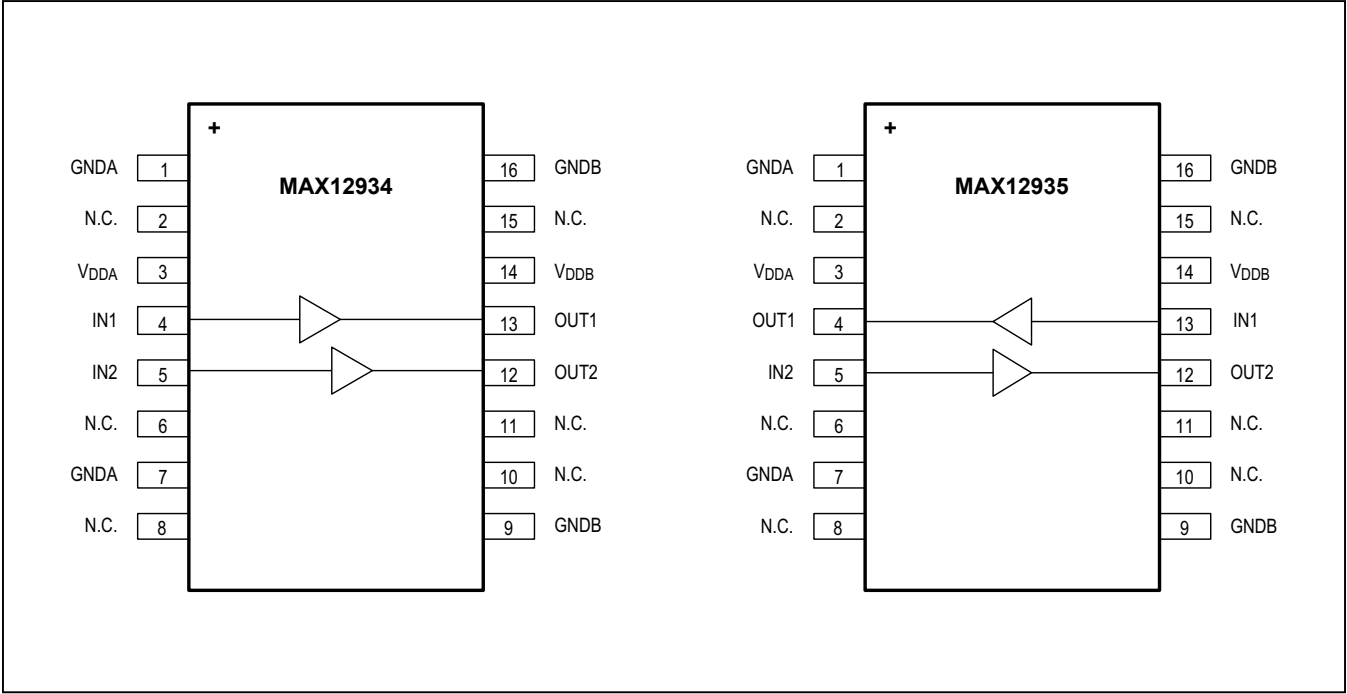 + +
MAX12934 MAX12935
GNDA 1 16 GNDB GNDA 1 16 GNDB
N.C. 2 15 N.C. N.C. 2 15 N.C.
VDDA 3 14 VDDB VDDA 3 14 VDDB
IN1 4 13 OUT1 OUT1 4 13 IN1
IN2 5 12 OUT2 IN2 5 12 OUT2
N.C. 6 11 N.C. N.C. 6 11 N.C.
GNDA 7 10 N.C. GNDA 7 10 N.C.
N.C. 8 9 GNDB N.C. 8 9 GNDB